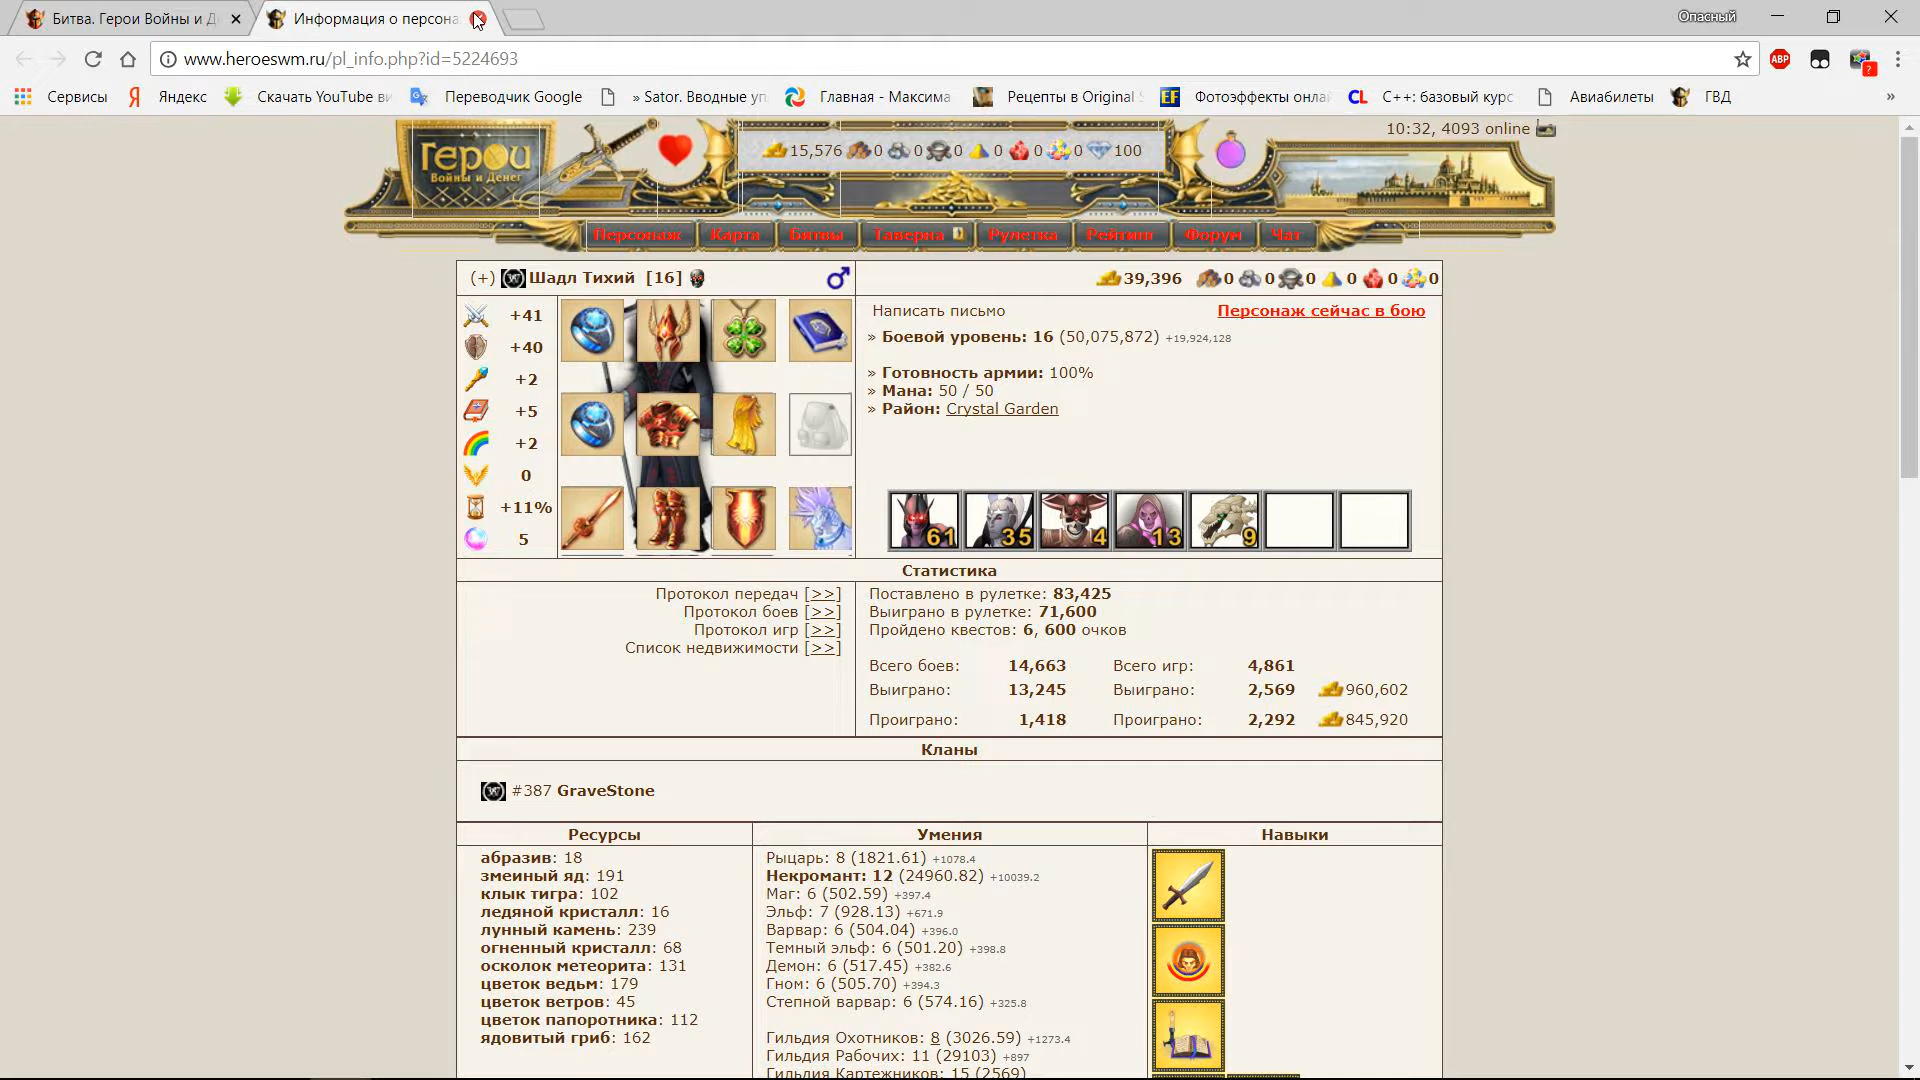 Битва. Герои Войны и Д
Информация о персона
Опасный
www.heroeswm.ru/pl_info.php?id=5224693
ABP
?
Сервисы
Яндекс
Скачать YouTube ви
Переводчик Google
» Sator. Вводные уп
Главная - Максима
Рецепты в Original
EF Фотоэффекты онлай
CL C++: базовый курс
Авиабилеты
ГВД
»
10:32, 4093 online
Герои
Войны и Денег
15,576 0 0 0 0 0 0 100
Персонаж Карта Битвы Таверна Рулетка Рейтинг Форум Чат
(+) Шадл Тихий [16]
39,396 0 0 0 0 0 0
+41
+40
+2
+5
+2
0
+11%
5
Написать письмо
Персонаж сейчас в бою
» Боевой уровень: 16 (50,075,872) +19,924,128
» Готовность армии: 100%
» Мана: 50 / 50
» Район: Crystal Garden
61 35 4 13 9
Статистика
Протокол передач [>>]
Протокол боев [>>]
Протокол игр [>>]
Список недвижимости [>>]
Поставлено в рулетке: 83,425
Выиграно в рулетке: 71,600
Пройдено квестов: 6, 600 очков
Всего боев: 14,663 Всего игр: 4,861
Выиграно: 13,245 Выиграно: 2,569 960,602
Проиграно: 1,418 Проиграно: 2,292 845,920
Кланы
#387 GraveStone
Ресурсы
Умения
Навыки
абразив: 18
змеиный яд: 191
клык тигра: 102
ледяной кристалл: 16
лунный камень: 239
огненный кристалл: 68
осколок метеорита: 131
цветок ведьм: 179
цветок ветров: 45
цветок папоротника: 112
ядовитый гриб: 162
Рыцарь: 8 (1821.61) +1078.4
Некромант: 12 (24960.82) +10039.2
Маг: 6 (502.59) +397.4
Эльф: 7 (928.13) +671.9
Варвар: 6 (504.04) +396.0
Темный эльф: 6 (501.20) +398.8
Демон: 6 (517.45) +382.6
Гном: 6 (505.70) +394.3
Степной варвар: 6 (574.16) +325.8
Гильдия Охотников: 8 (3026.59) +1273.4
Гильдия Рабочих: 11 (29103) +897
Гильдия Картежников: 15 (2569)